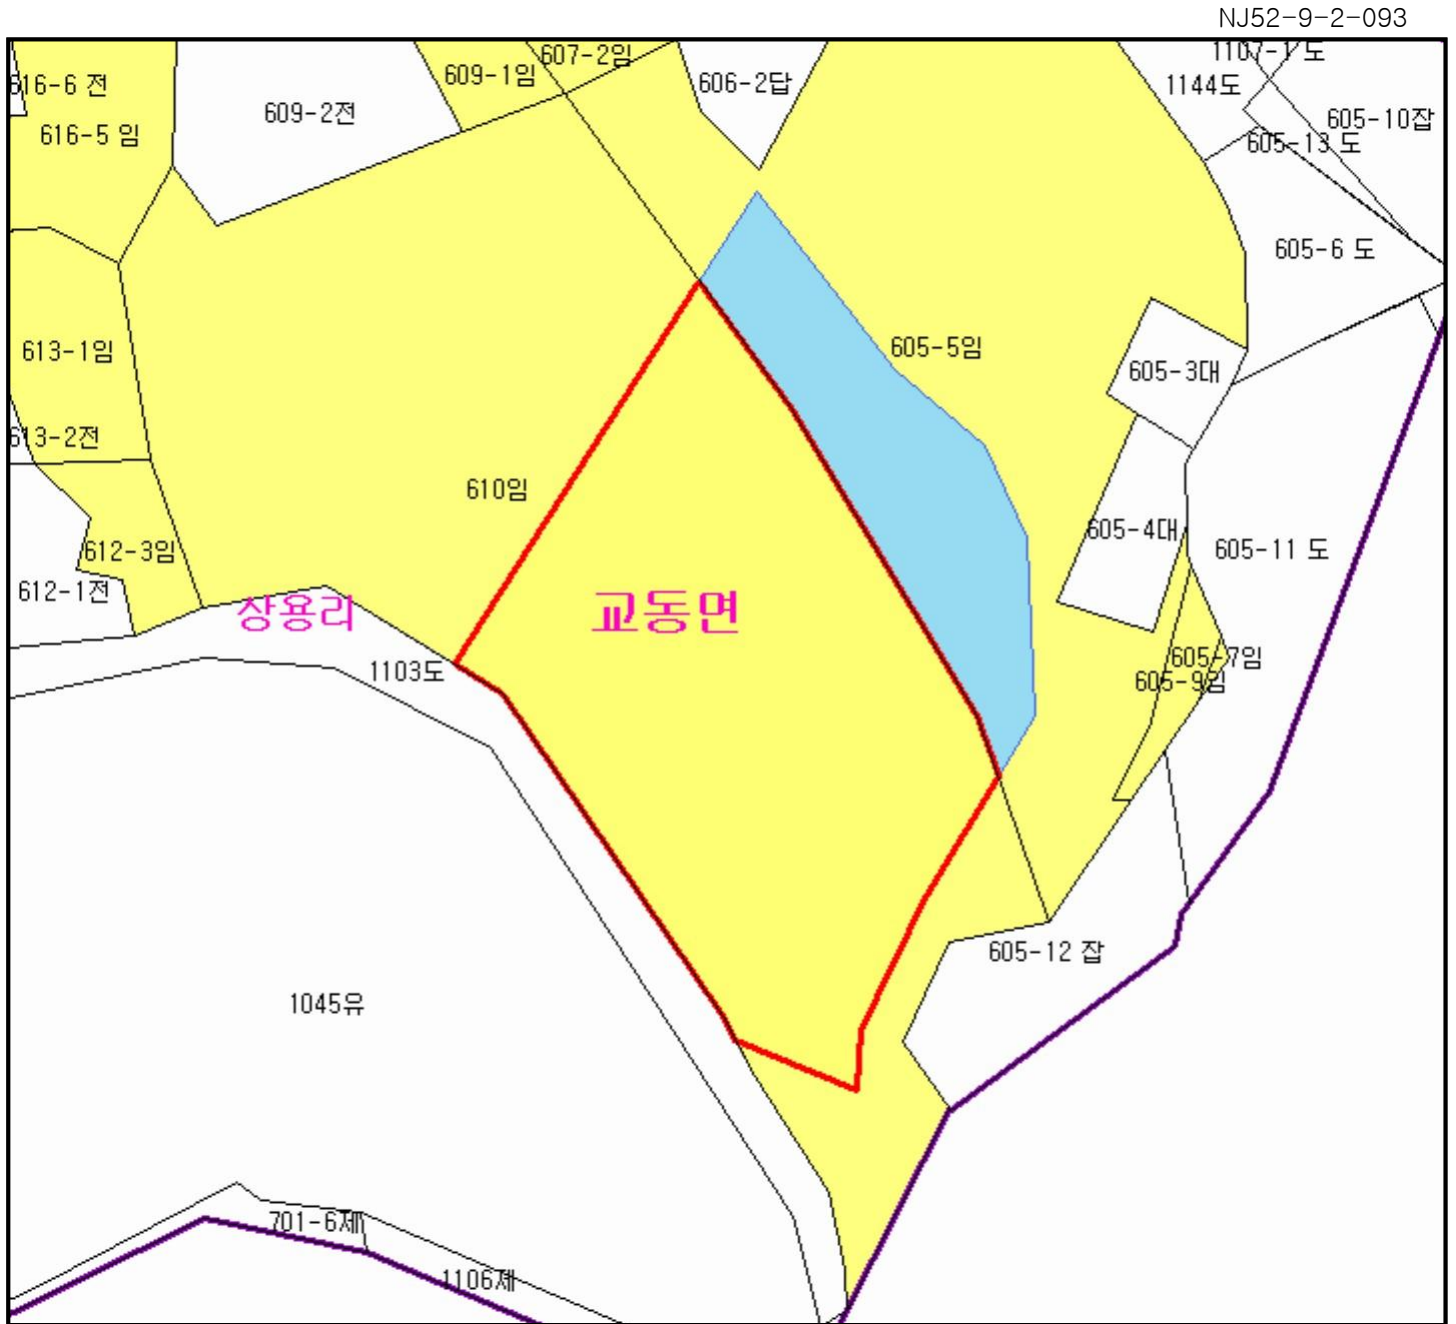 NJ52-9-2-093
607-2임
1107-1 도
616-6 전
609-1임
606-2답
1144도
609-2전
605-10잡
616-5 임
605-13 도
605-6 도
613-1임
605-5임
605-3대
613-2전
610임
605-4대
605-11 도
612-3임
612-1전
상용리
교동면
1103도
605-7임
605-9임
605-12 잡
1045유
701-6제
1106제